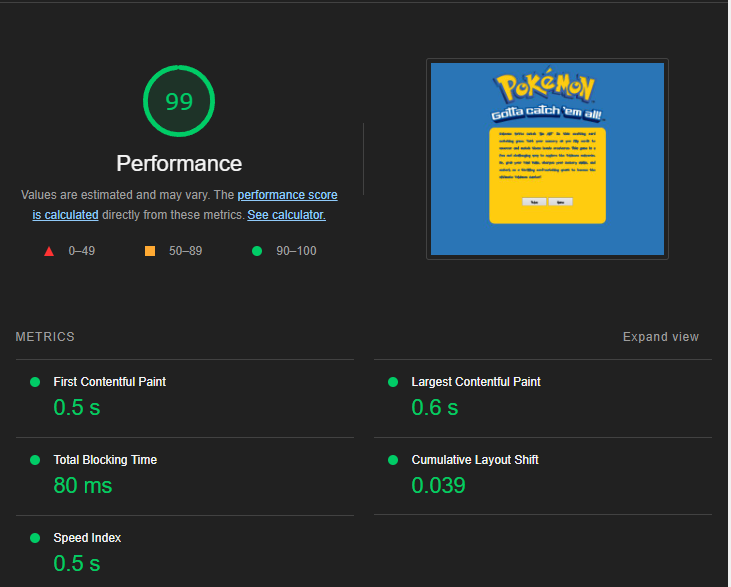 99
Performance
Values are estimated and may vary. The performance score
is calculated directly from these metrics. See calculator.
0–49
50–89
90–100
POKéMON
Gotta catch 'em all!
METRICS
Expand view
First Contentful Paint
0.5 s
Largest Contentful Paint
0.6 s
Total Blocking Time
80 ms
Cumulative Layout Shift
0.039
Speed Index
0.5 s